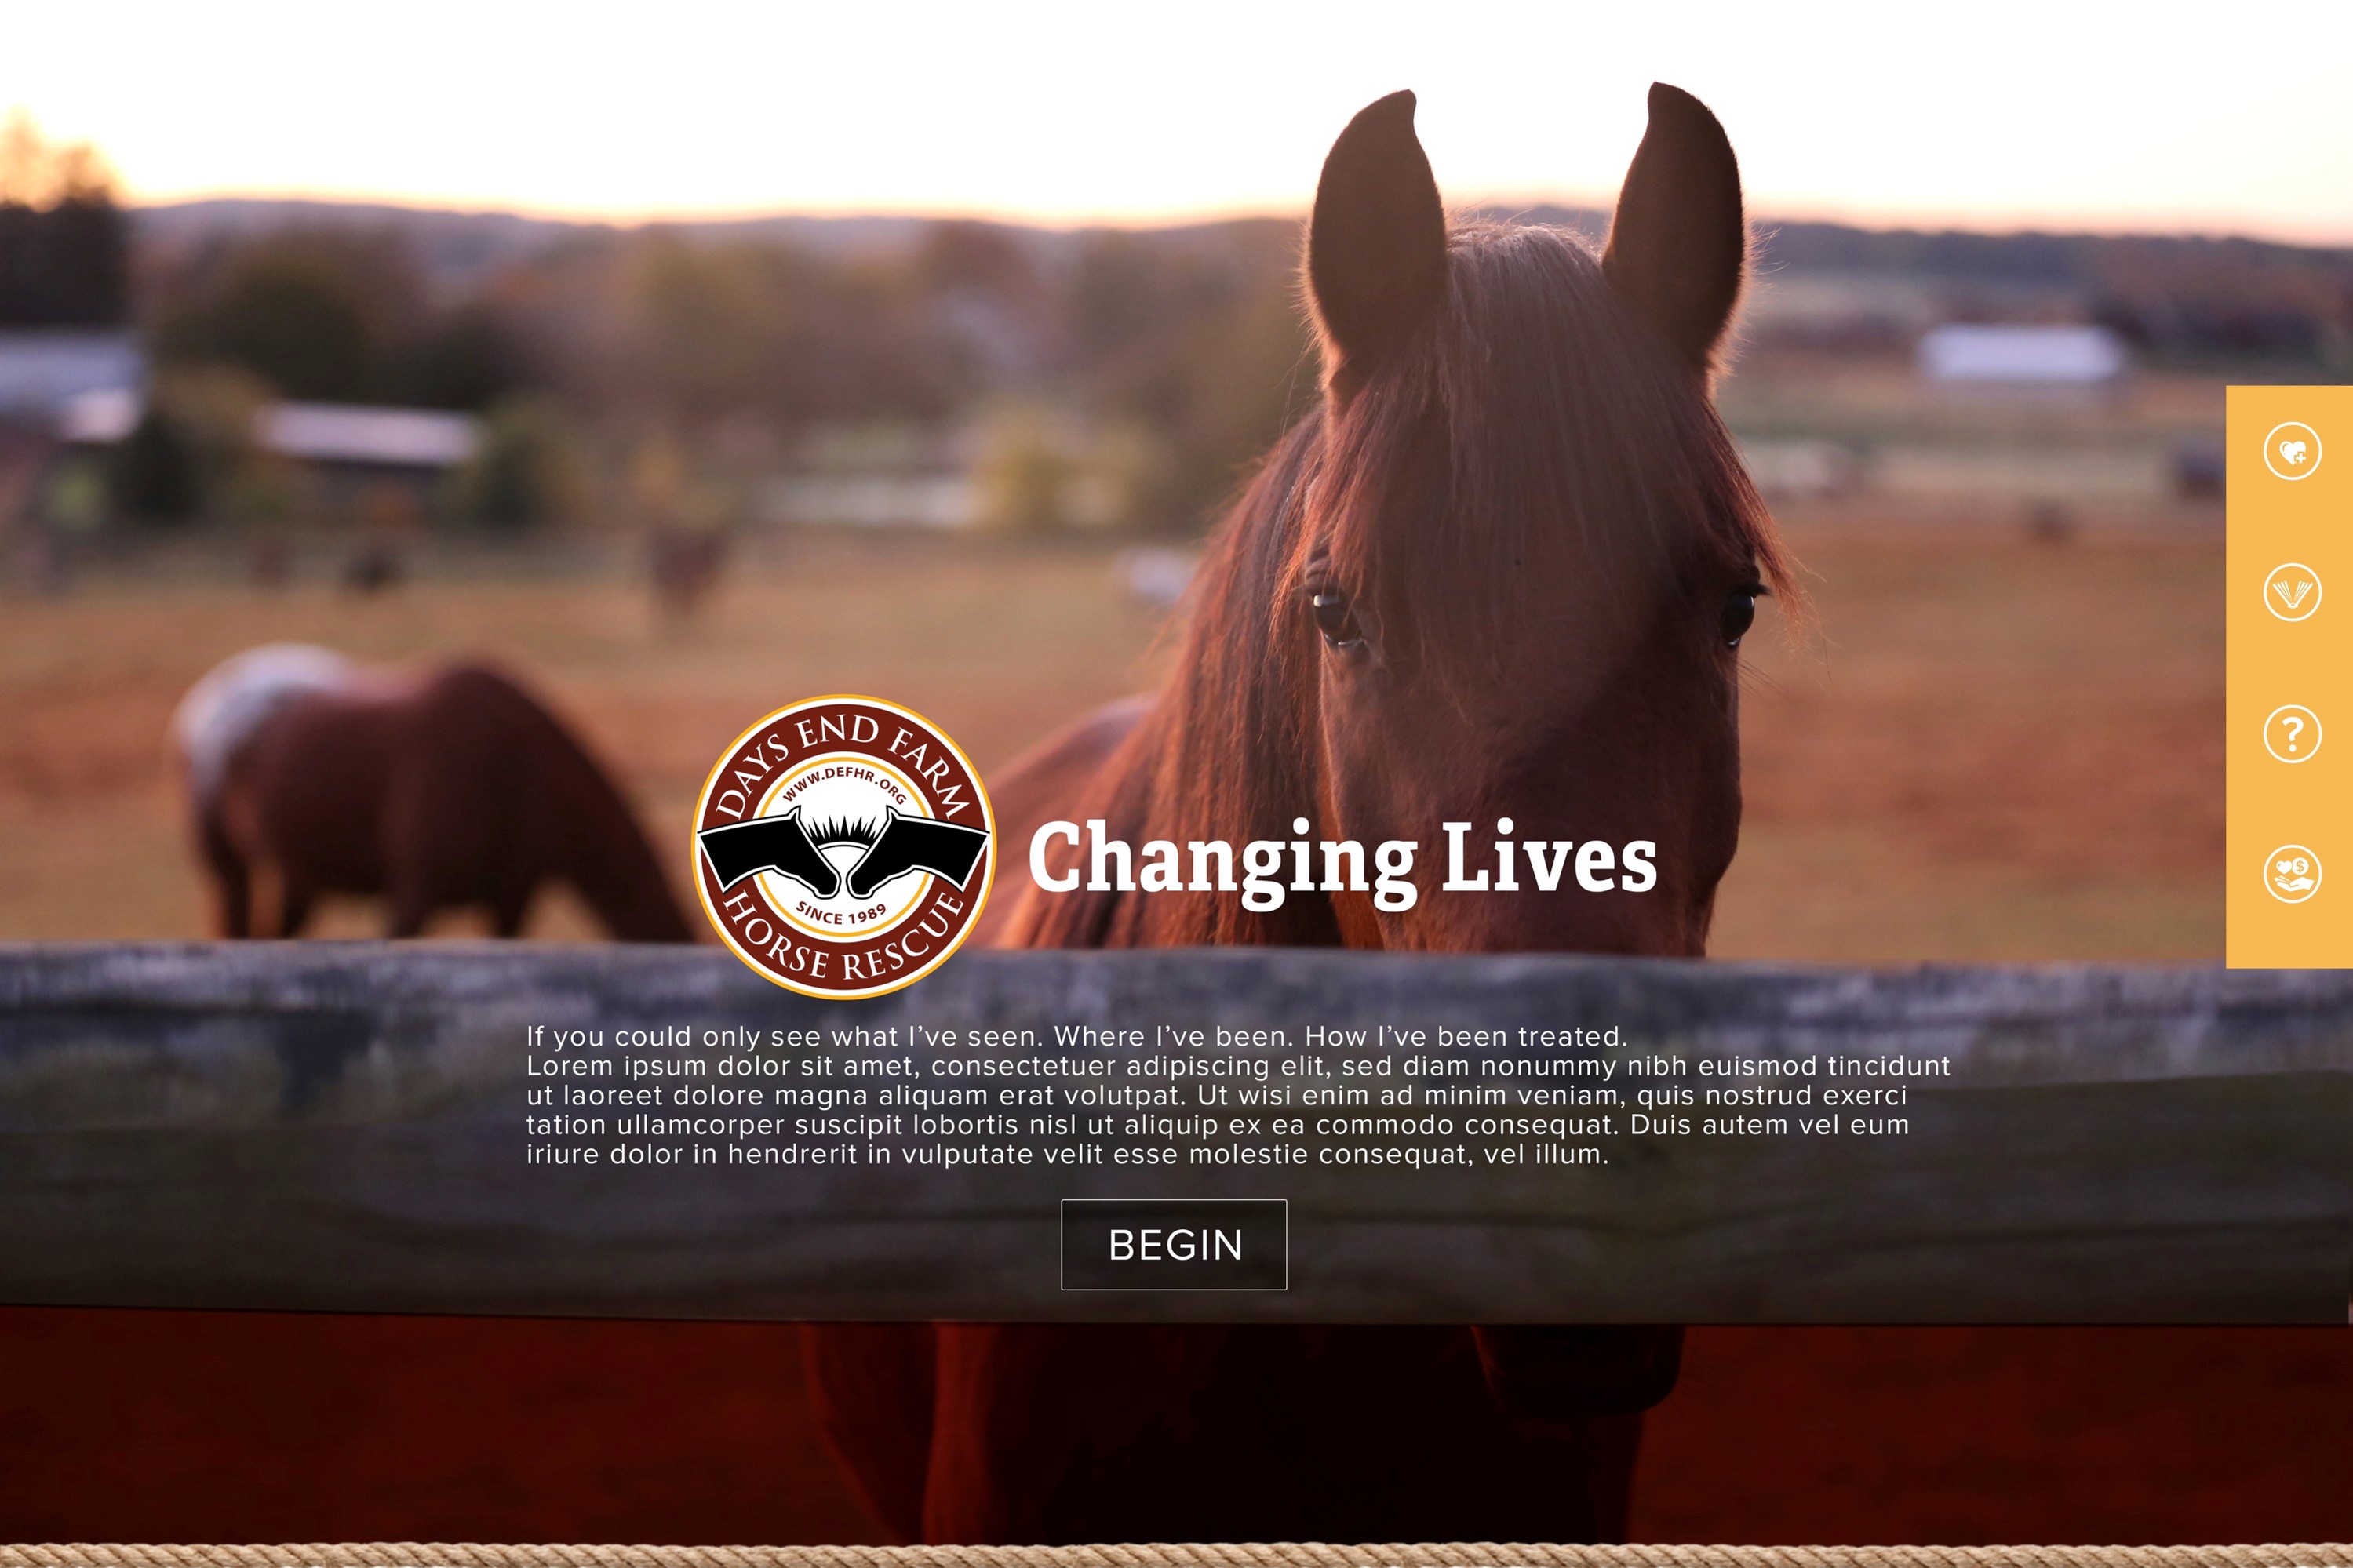 DAYS END FARM
WWW.DEFHR.ORG
SINCE 1989
HORSE RESCUE
Changing Lives
If you could only see what I’ve seen. Where I’ve been. How I’ve been treated.
Lorem ipsum dolor sit amet, consectetuer adipiscing elit, sed diam nonummy nibh euismod tincidunt
ut laoreet dolore magna aliquam erat volutpat. Ut wisi enim ad minim veniam, quis nostrud exerci
tation ullamcorper suscipit lobortis nisl ut aliquip ex ea commodo consequat. Duis autem vel eum
iriure dolor in hendrerit in vulputate velit esse molestie consequat, vel illum.
BEGIN
?
$